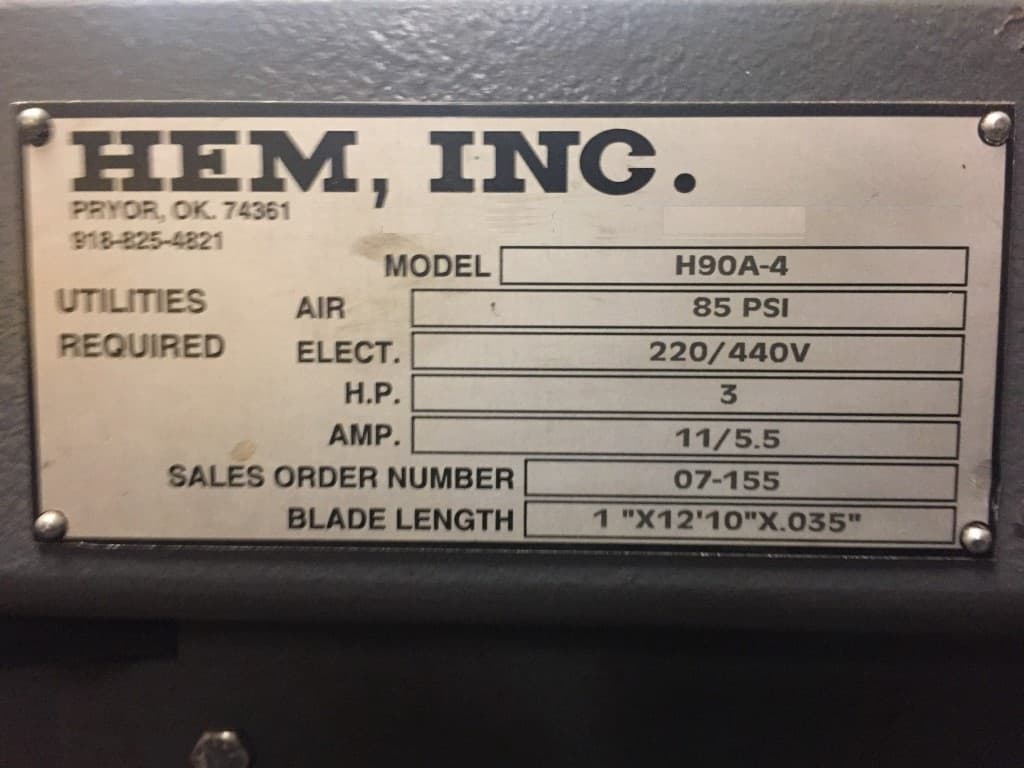 HEM, INC.
PRYOR, OK. 74361
918-825-4821
MODEL H90A-4
UTILITIES REQUIRED
AIR 85 PSI
ELECT. 220/440V
H.P. 3
AMP. 11/5.5
SALES ORDER NUMBER 07-155
BLADE LENGTH 1 "X12'10"X.035"